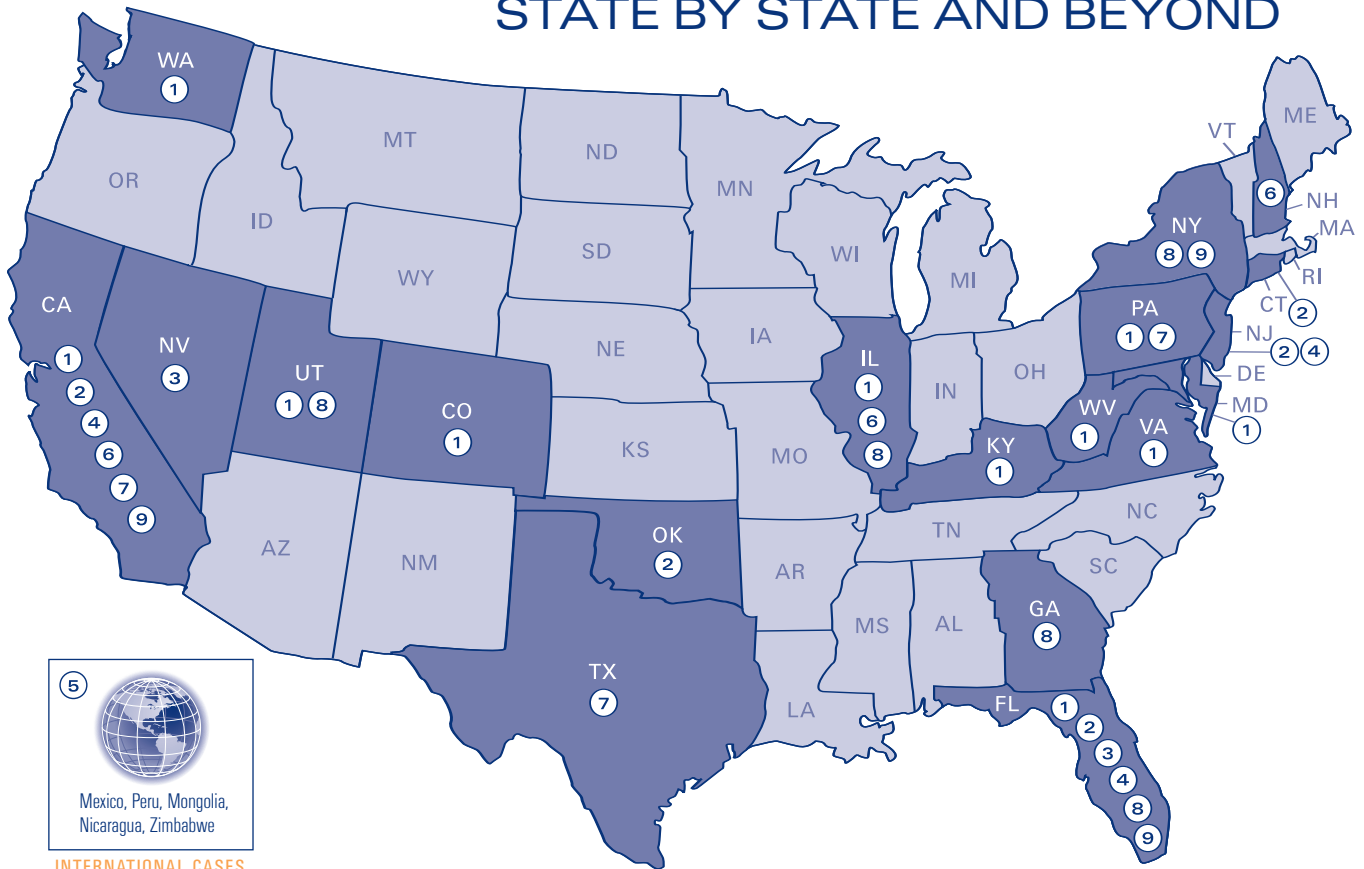 STATE BY STATE AND BEYOND
WA
1
MT
ND
MN
VT
ME
OR
ID
SD
WI
MI
NY
8 9
6
NH
MA
WY
RI
CT
2
CA
1
2
4
6
7
9
NV
3
UT
1 8
CO
1
NE
IA
IL
1
6
8
IN
OH
PA
1 7
NJ
2 4
DE
MD
1
WV
1
VA
1
KY
1
KS
MO
AZ
NM
OK
2
AR
TN
NC
SC
MS
AL
GA
8
TX
7
LA
FL
1
2
3
4
8
9
5
Mexico, Peru, Mongolia,
Nicaragua, Zimbabwe
INTERNATIONAL CASES